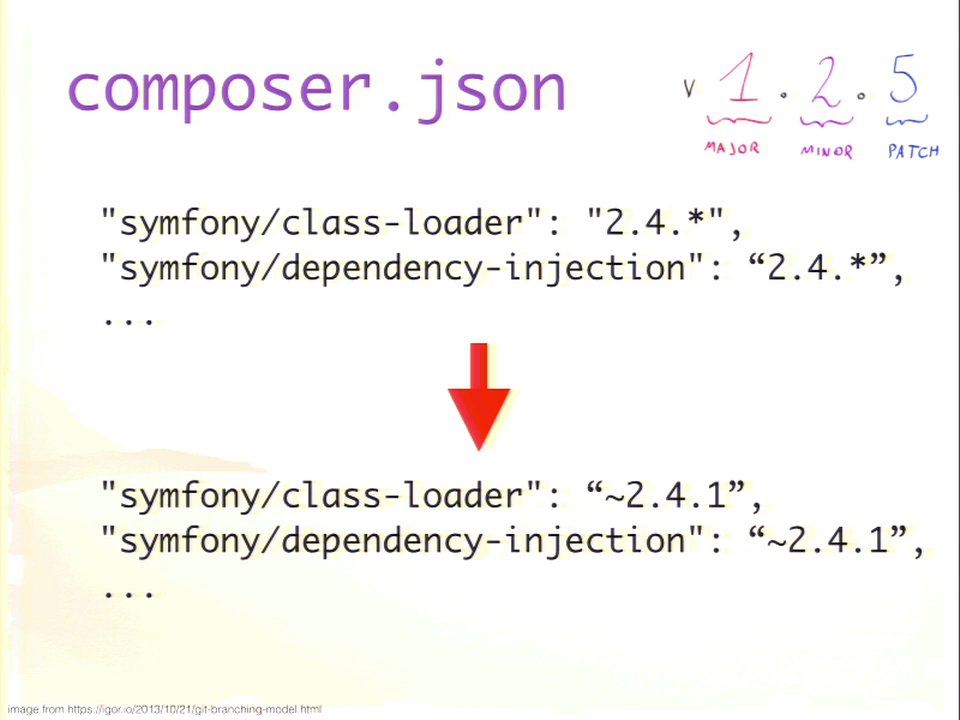 composer.json
v 1 . 2 . 5
MAJOR MINOR PATCH
"symfony/class-loader": "2.4.*",
"symfony/dependency-injection": “2.4.*”,
...
"symfony/class-loader": “~2.4.1”,
"symfony/dependency-injection": “~2.4.1”,
...
image from https://igor.io/2013/10/21/git-branching-model.html